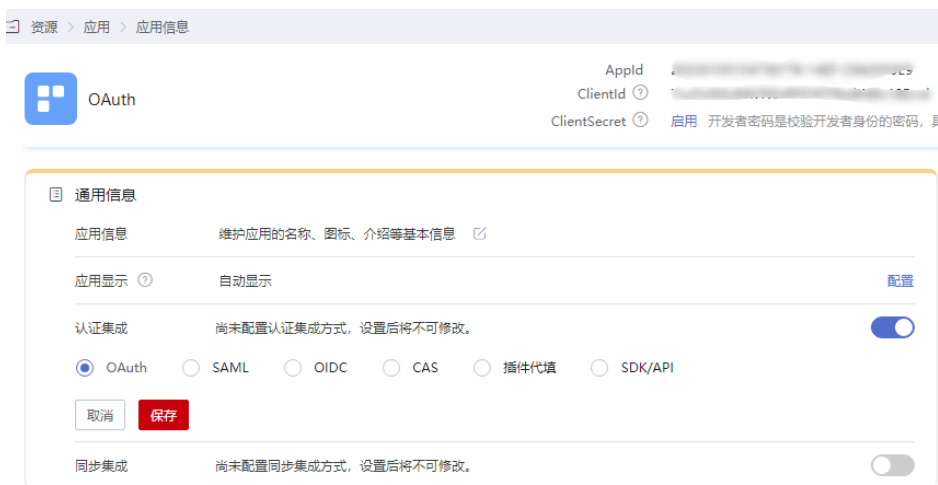 资源 > 应用 > 应用信息
OAuth
AppId
ClientId ?
ClientSecret ? 启用 开发者密码是校验开发者身份的密码,
通用信息
应用信息 维护应用的名称、图标、介绍等基本信息
应用显示 ? 自动显示 配置
认证集成 尚未配置认证集成方式，设置后将不可修改。
OAuth SAML OIDC CAS 插件代填 SDK/API
取消 保存
同步集成 尚未配置同步集成方式，设置后将不可修改。